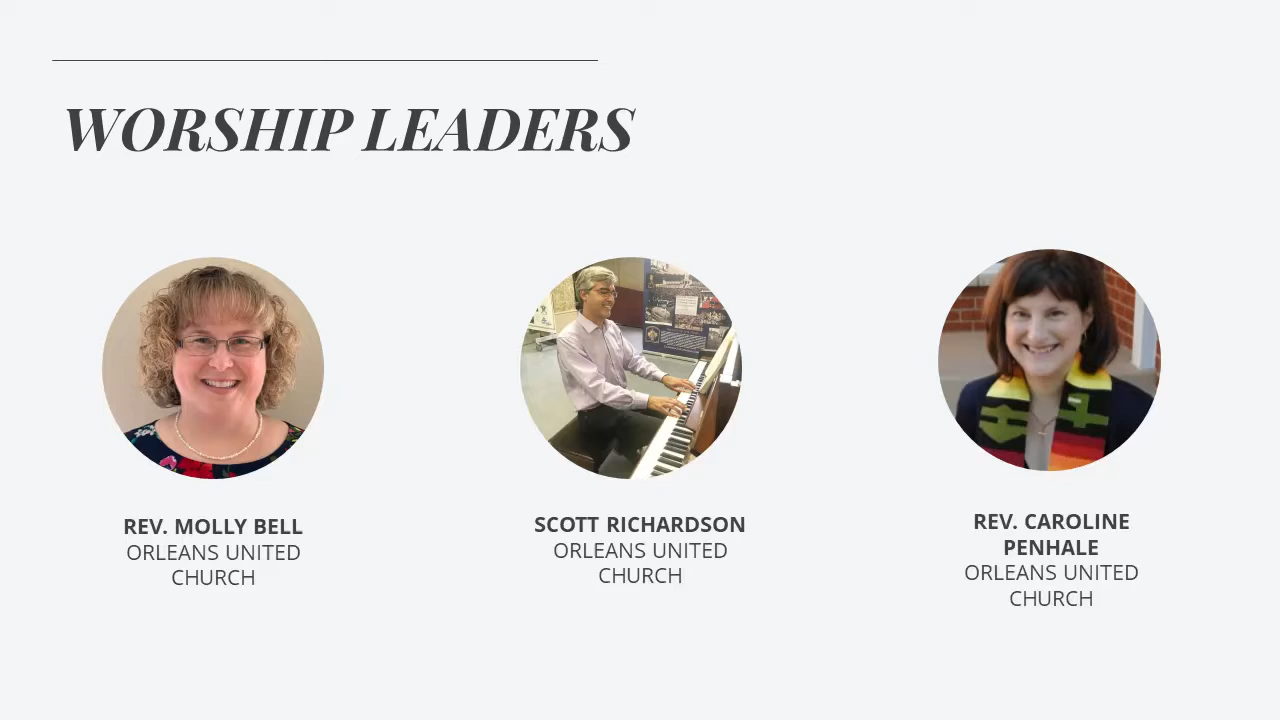 WORSHIP LEADERS
REV. MOLLY BELL
ORLEANS UNITED
CHURCH
SCOTT RICHARDSON
ORLEANS UNITED
CHURCH
REV. CAROLINE
PENHALE
ORLEANS UNITED
CHURCH